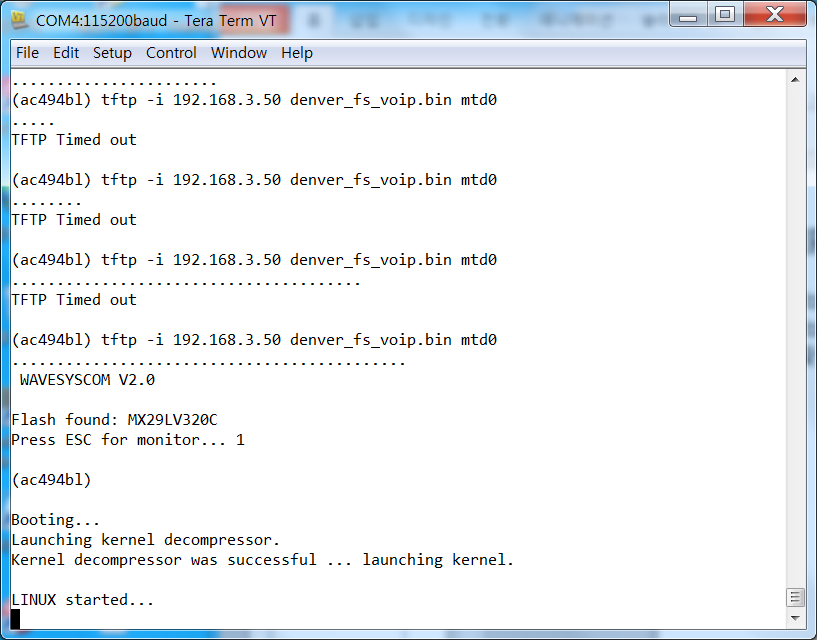 COM4:115200baud - Tera Term VT
File Edit Setup Control Window Help
.......................
(ac494bl) tftp -i 192.168.3.50 denver_fs_voip.bin mtd0
.....
TFTP Timed out
(ac494bl) tftp -i 192.168.3.50 denver_fs_voip.bin mtd0
........
TFTP Timed out
(ac494bl) tftp -i 192.168.3.50 denver_fs_voip.bin mtd0
.......................................
TFTP Timed out
(ac494bl) tftp -i 192.168.3.50 denver_fs_voip.bin mtd0
............................................
WAVESYSCOM V2.0
Flash found: MX29LV320C
Press ESC for monitor... 1
(ac494bl)
Booting...
Launching kernel decompressor.
Kernel decompressor was successful ... launching kernel.
LINUX started...